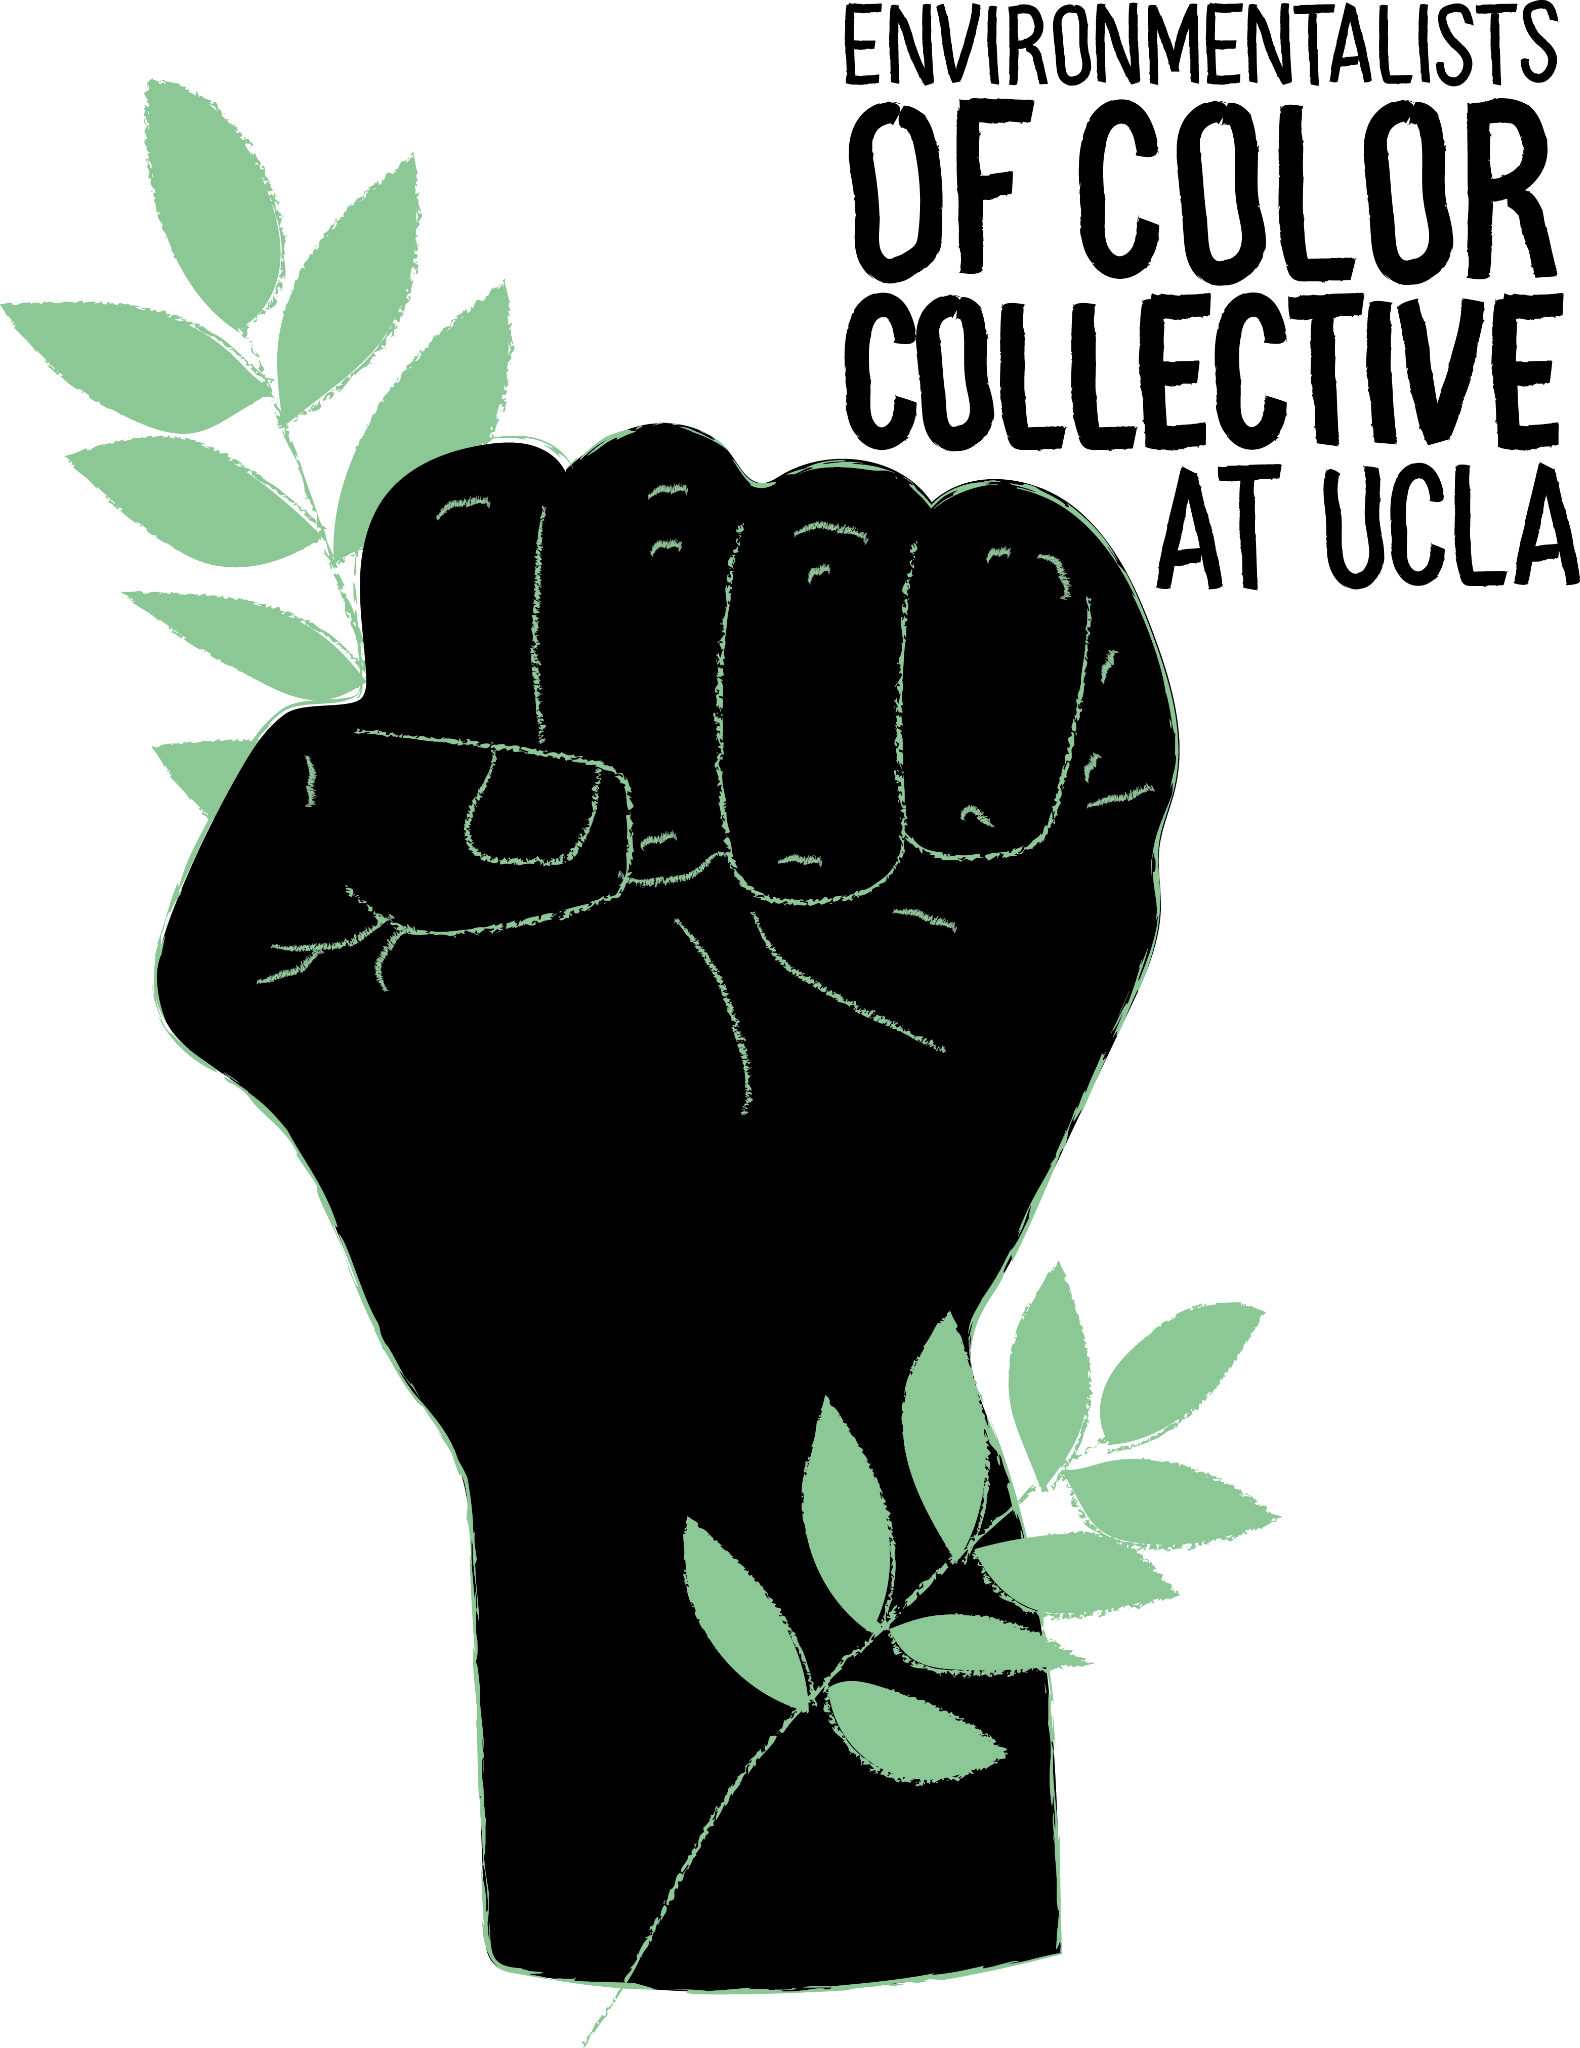 ENVIRONMENTALISTS
OF COLOR
COLLECTIVE
AT UCLA